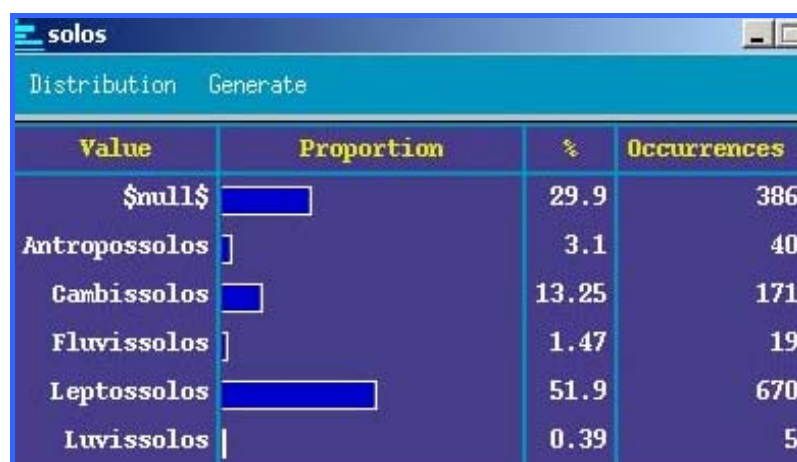 solos
Distribution Generate
Value Proportion % Occurrences
$null$ 29.9 386
Antropossolos 3.1 40
Cambissolos 13.25 171
Fluvissolos 1.47 19
Leptossolos 51.9 670
Luvissolos 0.39 5